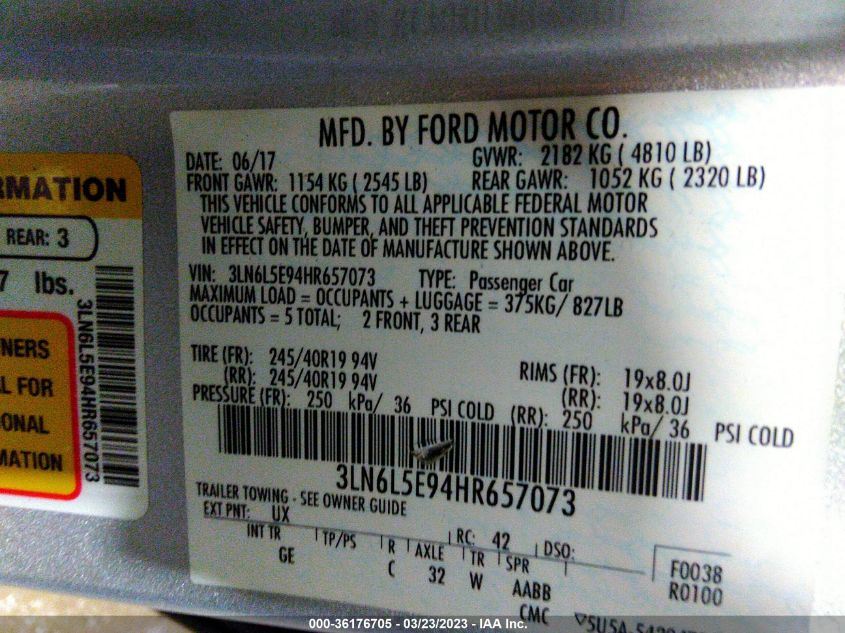 MFD. BY FORD MOTOR CO.
DATE: 06/17 GVWR: 2182 KG ( 4810 LB)
FRONT GAWR: 1154 KG ( 2545 LB) REAR GAWR: 1052 KG ( 2320 LB)
THIS VEHICLE CONFORMS TO ALL APPLICABLE FEDERAL MOTOR
VEHICLE SAFETY, BUMPER, AND THEFT PREVENTION STANDARDS
IN EFFECT ON THE DATE OF MANUFACTURE SHOWN ABOVE.
VIN: 3LN6L5E94HR657073 TYPE: Passenger Car
MAXIMUM LOAD = OCCUPANTS + LUGGAGE = 375KG/ 827LB
OCCUPANTS = 5 TOTAL; 2 FRONT, 3 REAR
TIRE (FR): 245/40R19 94V RIMS (FR): 19x8.0J
(RR): 245/40R19 94V (RR): 19x8.0J
PRESSURE (FR): 250 kPa/ 36 PSI COLD (RR): 250 kPa/ 36 PSI COLD
3LN6L5E94HR657073
TRAILER TOWING - SEE OWNER GUIDE
EXT PNT: UX RC: 42 DSO:
INT TR TP/PS R AXLE TR SPR
GE C 32 W AABB
F0038
R0100
CMC
RMATION
REAR: 3
7 lbs.
3LN6L5E94HR657073
NERS
AL FOR
IONAL
MATION
000-36176705 - 03/23/2023 - IAA Inc.